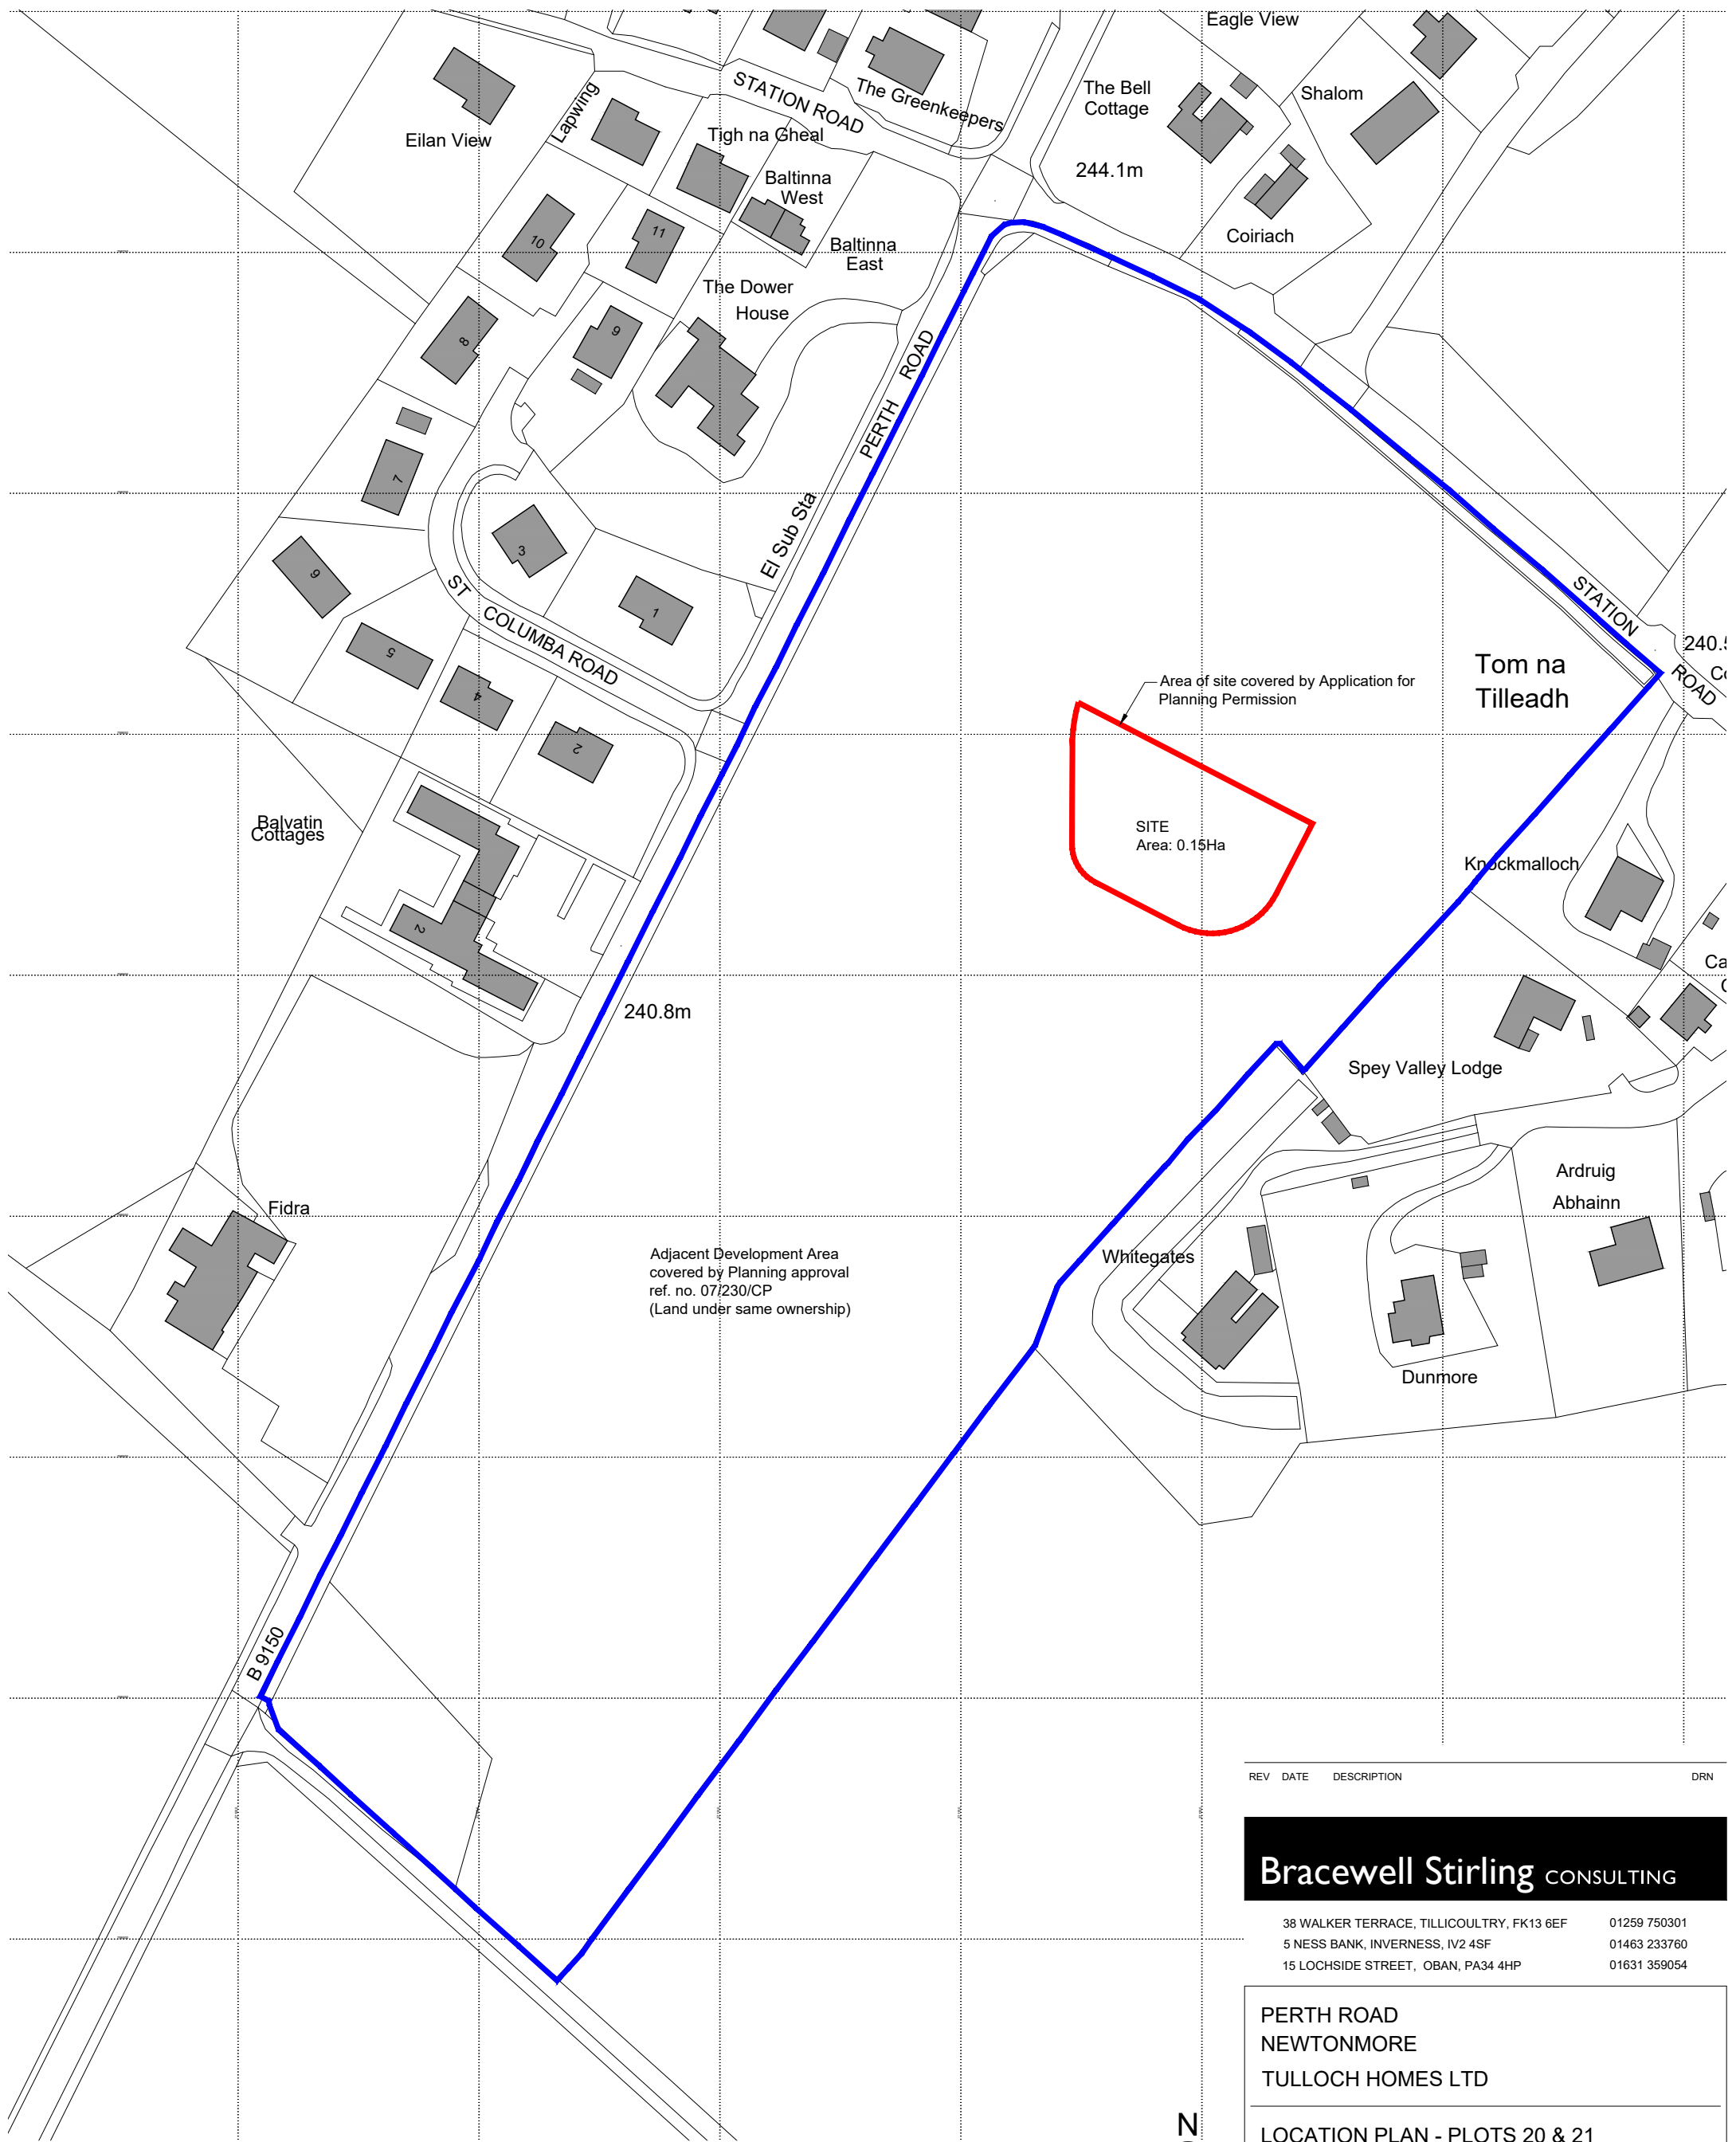 Eagle View
STATION ROAD
The Greenkeepers
The Bell
Cottage
Shalom
Lapwing
Eilan View
Tigh na Gheal
244.1m
Baltinna
West
10
11
Baltinna
East
Coiriach
The Dower
House
8
9
PERTH ROAD
7
El Sub Sta
3
6
ST COLUMBA ROAD
1
STATION
ROAD
240.5
Co
5
4
2
Tom na
Tilleadh
Area of site covered by Application for
Planning Permission
Balvatin
Cottages
SITE
Area: 0.15Ha
Knockmalloch
2
Ca
240.8m
Spey Valley Lodge
Ardruig
Abhainn
Fidra
Whitegates
Adjacent Development Area
covered by Planning approval
ref. no. 07/230/CP
(Land under same ownership)
Dunmore
B 9150
REV DATE DESCRIPTION DRN
Bracewell Stirling CONSULTING
38 WALKER TERRACE, TILLICOULTRY, FK13 6EF 01259 750301
5 NESS BANK, INVERNESS, IV2 4SF 01463 233760
15 LOCHSIDE STREET, OBAN, PA34 4HP 01631 359054
PERTH ROAD
NEWTONMORE
TULLOCH HOMES LTD
N
LOCATION PLAN - PLOTS 20 & 21